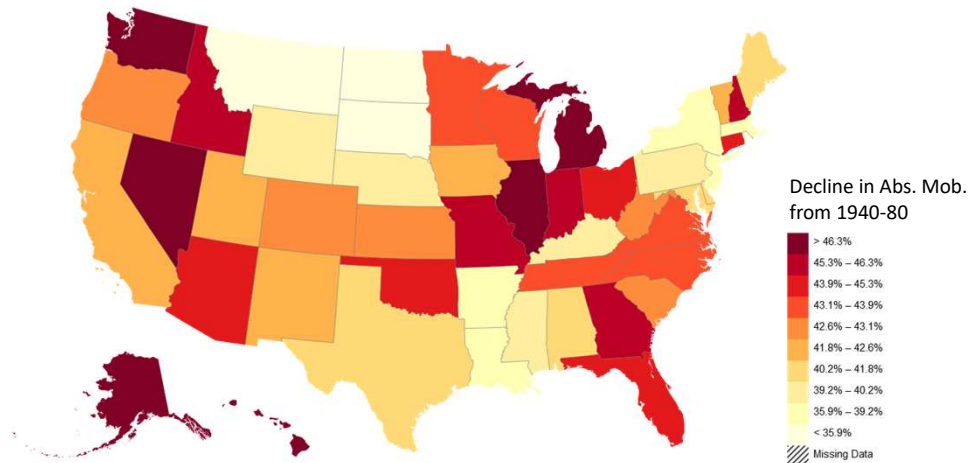 Decline in Abs. Mob.
from 1940-80
> 46.3%
45.3% – 46.3%
43.9% – 45.3%
43.1% – 43.9%
42.6% – 43.1%
41.8% – 42.6%
40.2% – 41.8%
39.2% – 40.2%
35.9% – 39.2%
< 35.9%
Missing Data